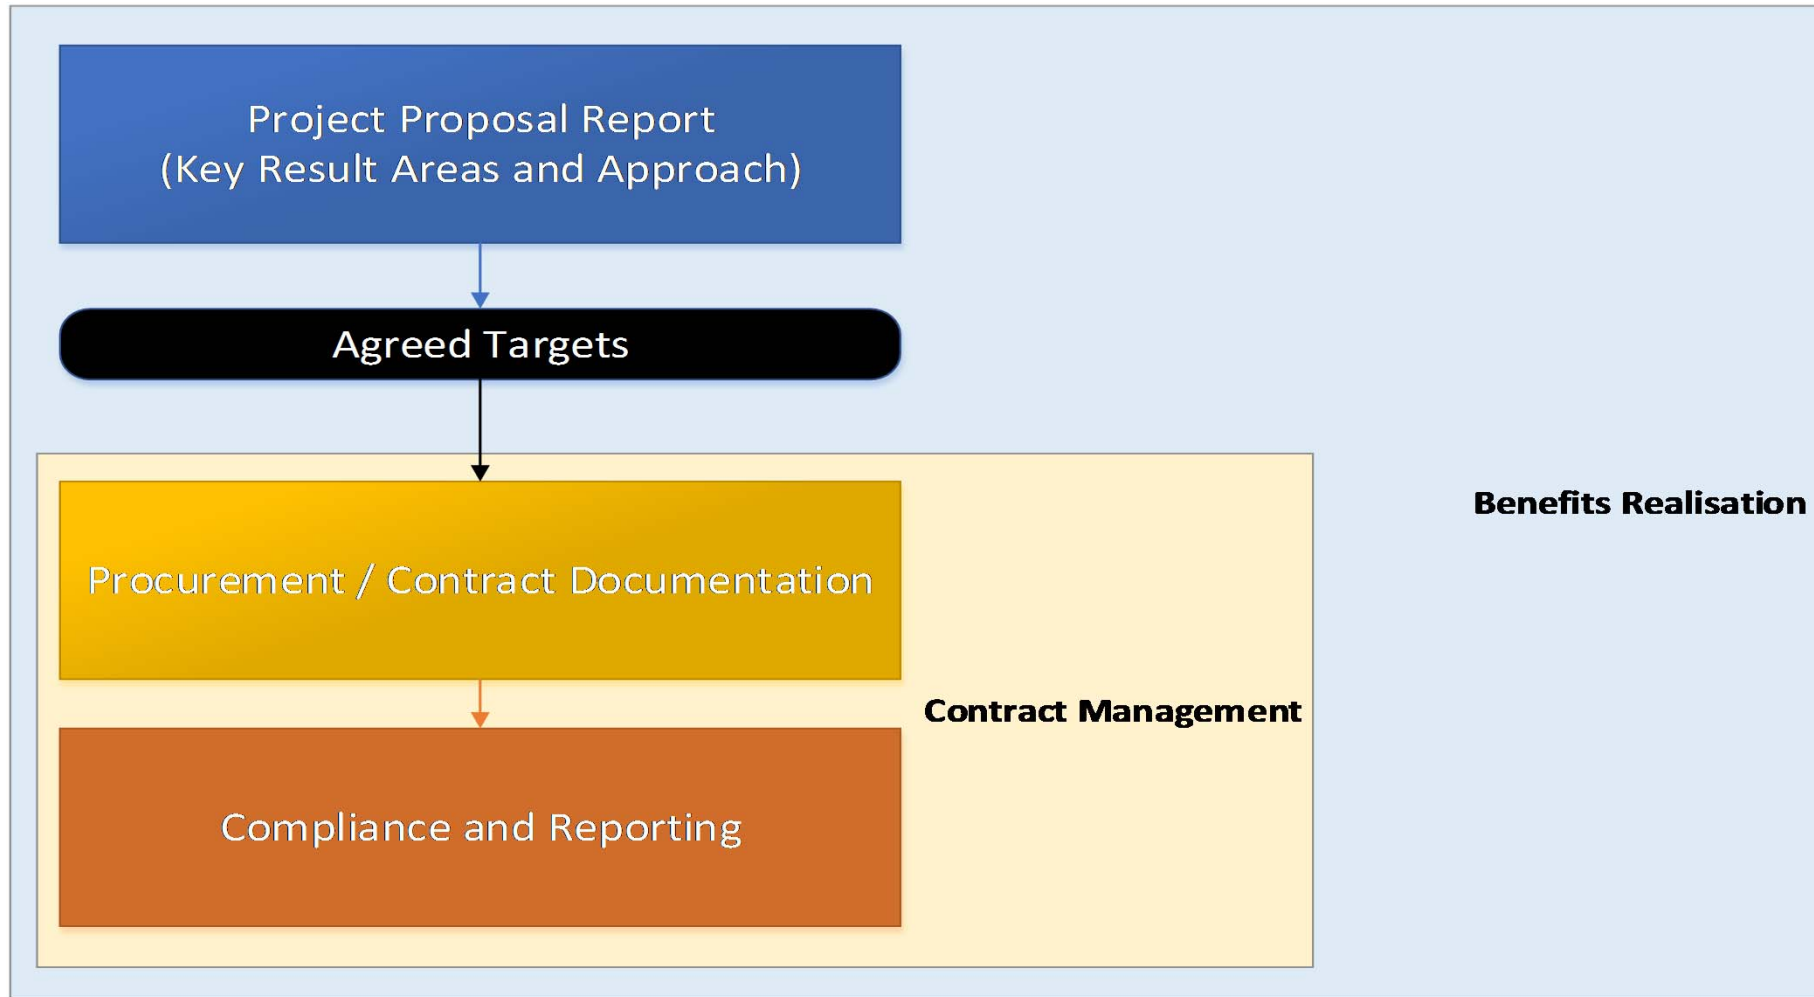 Project Proposal Report
(Key Result Areas and Approach)
Agreed Targets
Benefits Realisation
Procurement / Contract Documentation
Contract Management
Compliance and Reporting